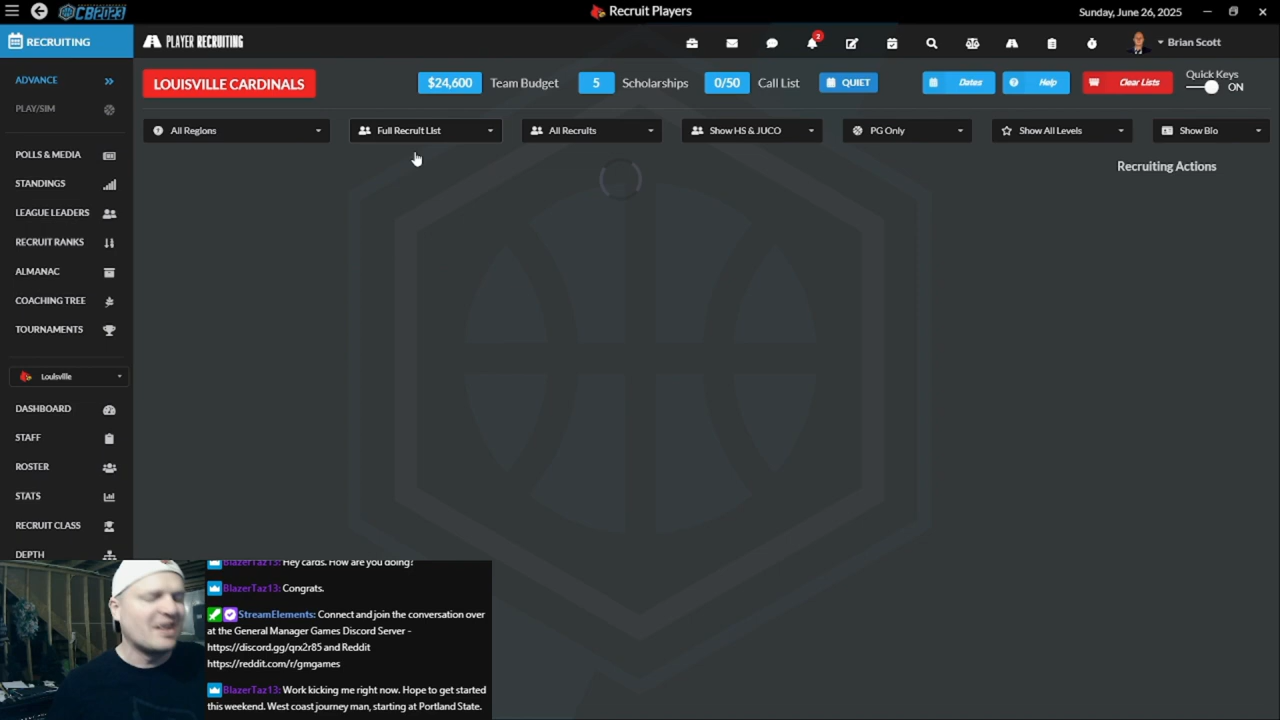 CB2023
Recruit Players
Sunday, June 26, 2025
RECRUITING
PLAYER RECRUITING
2
Brian Scott
ADVANCE
PLAY/SIM
LOUISVILLE CARDINALS
$24,600 Team Budget
5 Scholarships
0/50 Call List
QUIET
Dates
Help
Clear Lists
Quick Keys
ON
All Regions
Full Recruit List
All Recruits
Show HS & JUCO
PG Only
Show All Levels
Show Bio
Recruiting Actions
POLLS & MEDIA
STANDINGS
LEAGUE LEADERS
RECRUIT RANKS
ALMANAC
COACHING TREE
TOURNAMENTS
Louisville
DASHBOARD
STAFF
ROSTER
STATS
RECRUIT CLASS
DEPTH
BlazerTaz13: Hey cards. How are you doing?
BlazerTaz13: Congrats.
StreamElements: Connect and join the conversation over
at the General Manager Games Discord Server -
https://discord.gg/qrx2r85 and Reddit
https://reddit.com/r/gmgames
BlazerTaz13: Work kicking me right now. Hope to get started
this weekend. West coast journey man, starting at Portland State.